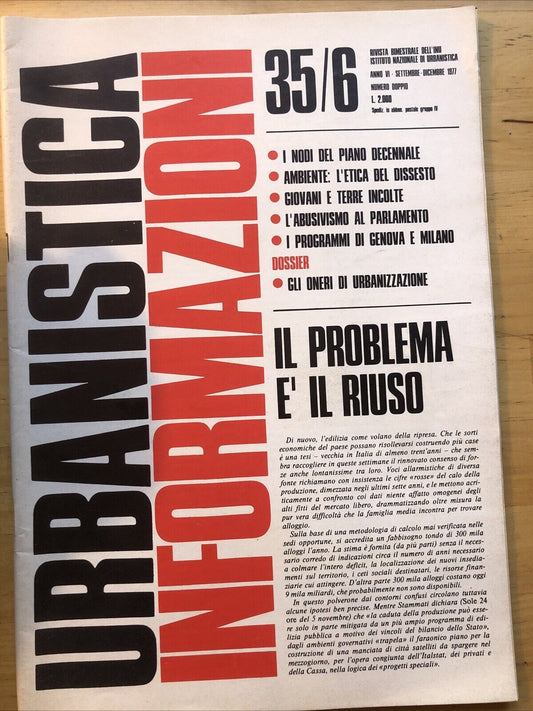 URBANISTICA
INFORMAZIONI
35/6
RIVISTA BIMESTRALE DELL'INU
ISTITUTO NAZIONALE DI URBANISTICA
ANNO VI - SETTEMBRE-DICEMBRE 1977
NUMERO DOPPIO
L. 2.000
Spediz. in abbon. postale gruppo IV
● I NODI DEL PIANO DECENNALE
● AMBIENTE: L'ETICA DEL DISSESTO
● GIOVANI E TERRE INCOLTE
● L'ABUSIVISMO AL PARLAMENTO
● I PROGRAMMI DI GENOVA E MILANO
DOSSIER
● GLI ONERI DI URBANIZZAZIONE
IL PROBLEMA
E' IL RIUSO
Di nuovo, l'edilizia come volano della ripresa. Che le sorti
economiche del paese possano risollevarsi costruendo più case
è una tesi – vecchia in Italia di almeno trent'anni – che sem-
bra raccogliere in queste settimane il rinnovato consenso di for-
ze anche lontanissime tra loro. Voci allarmistiche di diversa
fonte richiamano con insistenza le cifre «rosse» del calo della
produzione, dimezzata negli ultimi sette anni, e le mettono acri-
ticamente a confronto coi dati niente affatto omogenei degli
alti fitti del mercato libero, drammatizzando oltre misura la
pur vera difficoltà che la famiglia media incontra per trovare
alloggio.
Sulla base di una metodologia di calcolo mai verificata nelle
sedi opportune, si accredita un fabbisogno tondo di 300 mila
alloggi l'anno. La stima è fornita (da più parti) senza il neces-
sario corredo di indicazioni circa il numero di anni necessario
a colmare l'intero deficit, la localizzazione dei nuovi insedia-
menti sul territorio, i ceti sociali destinatari, le risorse finan-
ziarie cui attingere. D'altra parte 300 mila alloggi costano oggi
9 mila miliardi, che probabilmente non sono disponibili.
In questo polverone dai contorni confusi circolano tuttavia
alcune ipotesi ben precise. Mentre Stammati dichiara (Sole 24
ore del 5 novembre) che «la caduta della produzione può esse-
re solo in parte mitigata da un più ampio programma di edi-
lizia pubblica a motivo dei vincoli del bilancio dello Stato»,
dagli ambienti governativi «trapela» il faraonico piano per la
costruzione di una manciata di città satelliti da spargere nel
mezzogiorno, per l'opera congiunta dell'Italstat, dei privati e
della Cassa, nella logica dei «progetti speciali».